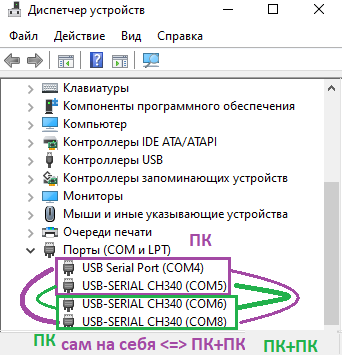 Диспетчер устройств
Файл Действие Вид Справка
Клавиатуры
Компоненты программного обеспечения
Компьютер
Контроллеры IDE ATA/ATAPI
Контроллеры USB
Контроллеры запоминающих устройств
Мониторы
Мыши и иные указывающие устройства
Очереди печати
Порты (COM и LPT)
ПК
USB Serial Port (COM4)
USB-SERIAL CH340 (COM5)
USB-SERIAL CH340 (COM6)
USB-SERIAL CH340 (COM8)
ПК сам на себя <=> ПК+ПК ПК+ПК